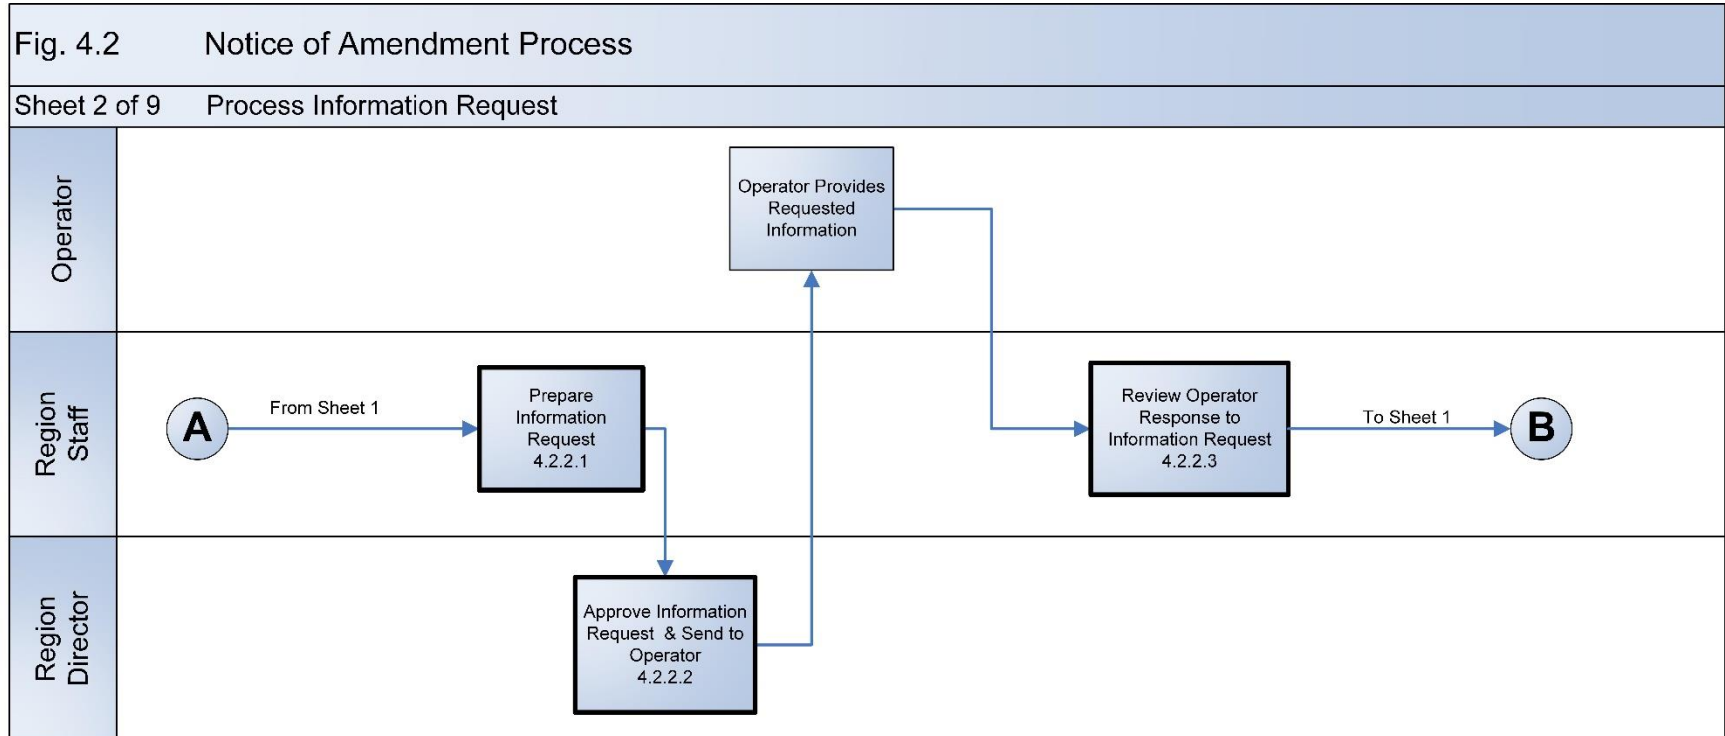 Fig. 4.2 Notice of Amendment Process
Sheet 2 of 9 Process Information Request
Operator
Operator Provides
Requested
Information
Region
Staff
A
From Sheet 1
Prepare
Information
Request
4.2.2.1
Review Operator
Response to
Information Request
4.2.2.3
To Sheet 1
B
Region
Director
Approve Information
Request & Send to
Operator
4.2.2.2